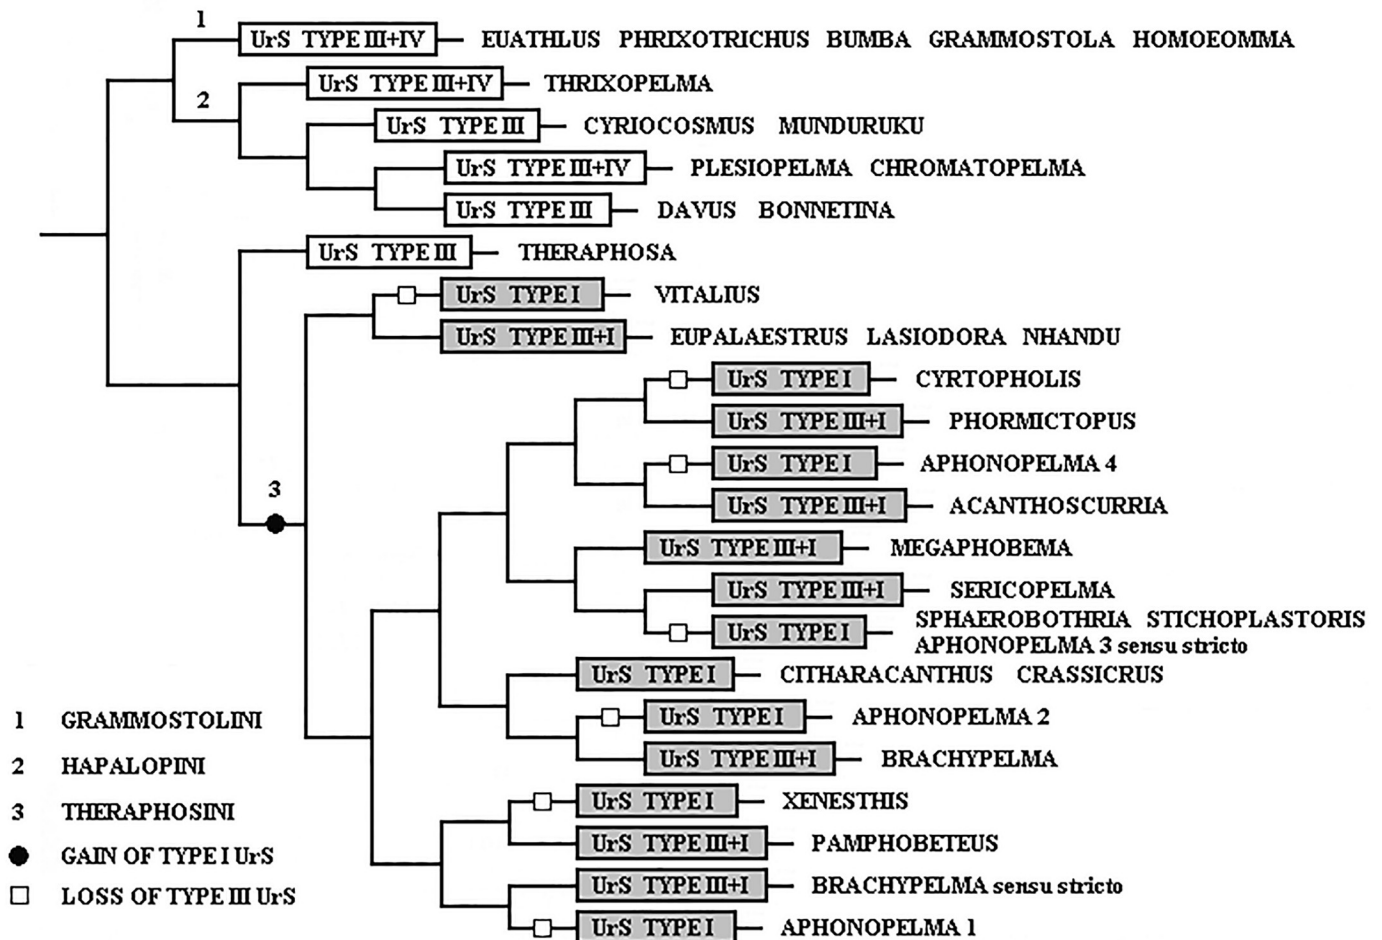 1
UrS TYPE III+IV EUATHLUS PHRIXOTRICHUS BUMBA GRAMMOSTOLA HOMOEOMMA
UrS TYPE III+IV THRIXOPELMA
2
UrS TYPE III CYRIOCOSMUS MUNDURUKU
UrS TYPE III+IV PLESIOPELMA CHROMATOPELMA
UrS TYPE III DAVUS BONNETINA
UrS TYPE III THERAPHOSA
UrS TYPE I VITALIUS
UrS TYPE III+I EUPALAESTRUS LASIODORA NHANDU
UrS TYPE I CYRTOPHOLIS
UrS TYPE III+I PHORMICTOPUS
UrS TYPE I APHONOPELMA 4
3
UrS TYPE III+I ACANTHOSCURRIA
UrS TYPE III+I MEGAPHOBEMA
UrS TYPE III+I SERICOPELMA
UrS TYPE I SPHAEROBOTHRIA STICHOPLASTORIS
APHONOPELMA 3 sensu stricto
UrS TYPE I CITHARACANTHUS CRASSICRUS
UrS TYPE I APHONOPELMA 2
UrS TYPE III+I BRACHYPELMA
UrS TYPE I XENESTHIS
UrS TYPE III+I PAMPHOBETEUS
UrS TYPE III+I BRACHYPELMA sensu stricto
UrS TYPE I APHONOPELMA 1
1 GRAMMOSTOLINI
2 HAPALOPINI
3 THERAPHOSINI
GAIN OF TYPE I UrS
LOSS OF TYPE III UrS